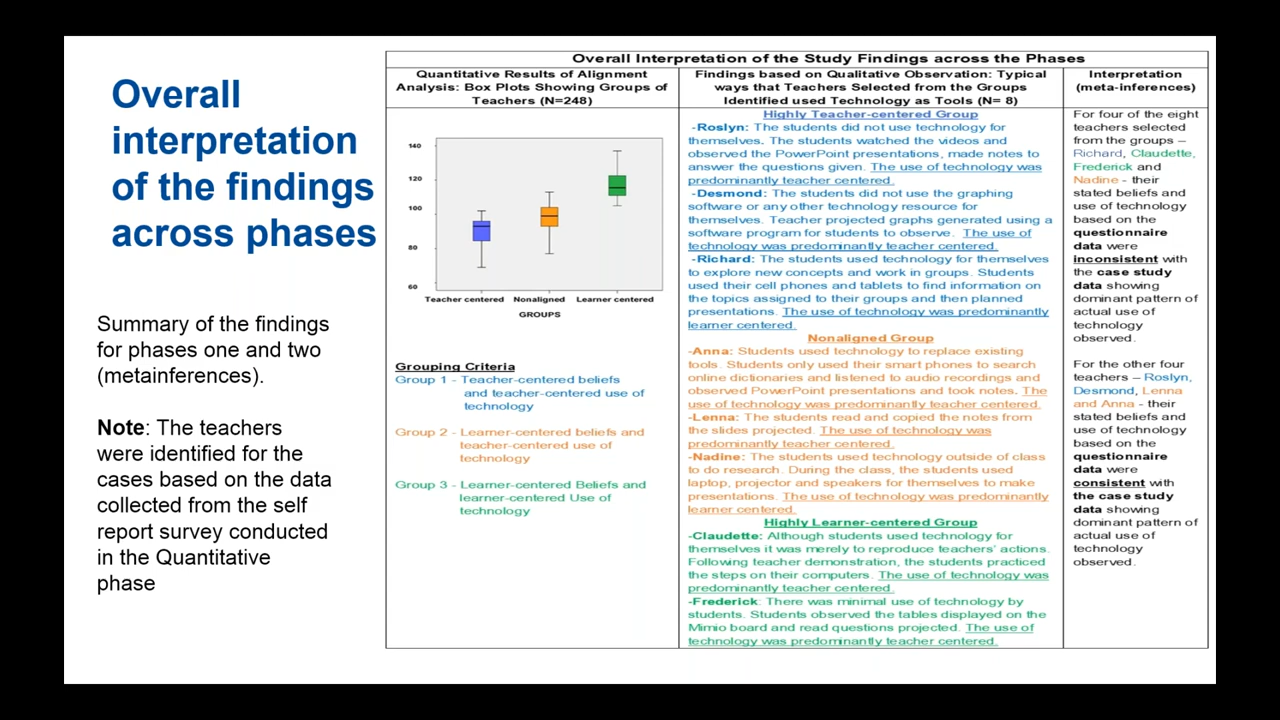 Overall
interpretation
of the findings
across phases
Summary of the findings
for phases one and two
(metainferences).
Note: The teachers
were identified for the
cases based on the data
collected from the self
report survey conducted
in the Quantitative
phase
Overall Interpretation of the Study Findings across the Phases
Quantitative Results of Alignment
Analysis: Box Plots Showing Groups of
Teachers (N=248)
140
120
100
80
60
Teacher centered Nonaligned Learner centered
GROUPS
Grouping Criteria
Group 1 - Teacher-centered beliefs
and teacher-centered use of
technology
Group 2 - Learner-centered beliefs and
teacher-centered use of
technology
Group 3 - Learner-centered Beliefs and
learner-centered Use of
technology
Findings based on Qualitative Observation: Typical
ways that Teachers Selected from the Groups
Identified used Technology as Tools (N= 8)
Highly Teacher-centered Group
-Roslyn: The students did not use technology for
themselves. The students watched the videos and
observed the PowerPoint presentations, made notes to
answer the questions given. The use of technology was
predominantly teacher centered.
-Desmond: The students did not use the graphing
software or any other technology resource for
themselves. Teacher projected graphs generated using a
software program for students to observe. The use of
technology was predominantly teacher centered.
-Richard: The students used technology for themselves
to explore new concepts and work in groups. Students
used their cell phones and tablets to find information on
the topics assigned to their groups and then planned
presentations. The use of technology was predominantly
learner centered.
Nonaligned Group
-Anna: Students used technology to replace existing
tools. Students only used their smart phones to search
online dictionaries and listened to audio recordings and
observed PowerPoint presentations and took notes. The
use of technology was predominantly teacher centered.
-Lenna: The students read and copied the notes from
the slides projected. The use of technology was
predominantly teacher centered.
-Nadine: The students used technology outside of class
to do research. During the class, the students used
laptop, projector and speakers for themselves to make
presentations. The use of technology was predominantly
learner centered.
Highly Learner-centered Group
-Claudette: Although students used technology for
themselves it was merely to reproduce teachers' actions.
Following teacher demonstration, the students practiced
the steps on their computers. The use of technology was
predominantly teacher centered.
-Frederick: There was minimal use of technology by
students. Students observed the tables displayed on the
Mimio board and read questions projected. The use of
technology was predominantly teacher centered.
Interpretation
(meta-inferences)
For four of the eight
teachers selected
from the groups –
Richard, Claudette,
Frederick and
Nadine - their
stated beliefs and
use of technology
based on the
questionnaire
data were
inconsistent with
the case study
data showing
dominant pattern of
actual use of
technology
observed.
For the other four
teachers – Roslyn,
Desmond, Lenna
and Anna - their
stated beliefs and
use of technology
based on the
questionnaire
data were
consistent with
the case study
data showing
dominant pattern of
actual use of
technology
observed.